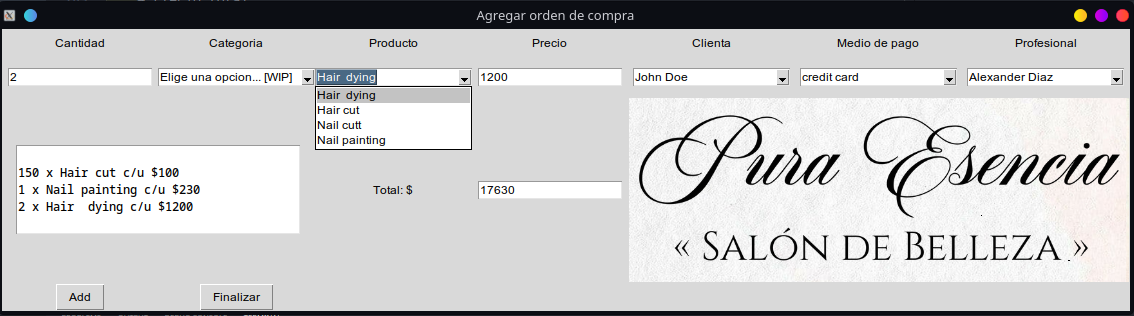 Agregar orden de compra
Cantidad Categoria Producto Precio Clienta Medio de pago Profesional
2 Elige una opcion... [WIP] Hair  dying 1200 John Doe credit card Alexander Diaz
Hair  dying
Hair cut
Nail cutt
Nail painting
150 x Hair cut c/u $100
1 x Nail painting c/u $230
2 x Hair  dying c/u $1200
Total: $ 17630
Pura Esencia
« Salón de Belleza »
Add Finalizar